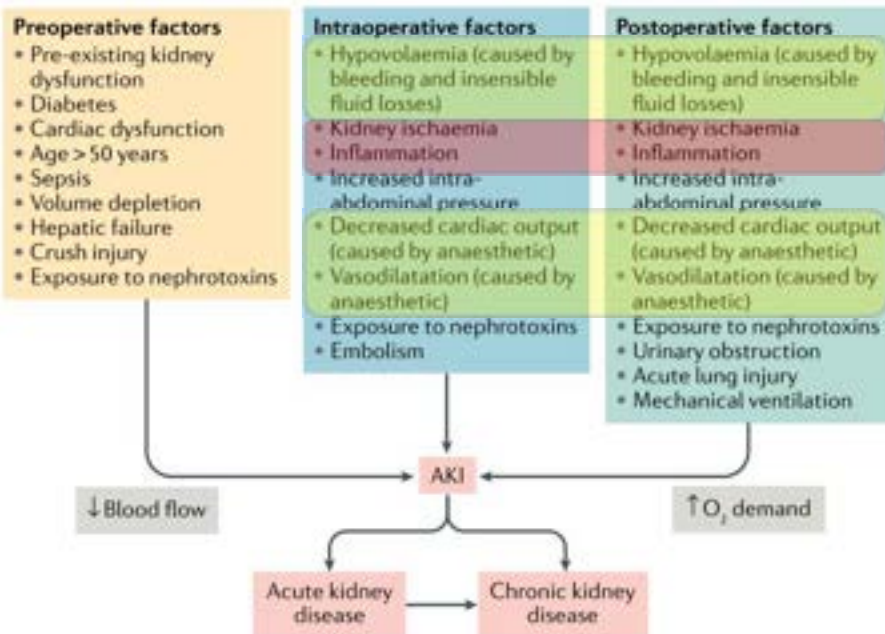 Preoperative factors
• Pre-existing kidney
dysfunction
• Diabetes
• Cardiac dysfunction
• Age > 50 years
• Sepsis
• Volume depletion
• Hepatic failure
• Crush injury
• Exposure to nephrotoxins
Intraoperative factors
• Hypovolaemia (caused by
bleeding and insensible
fluid losses)
• Kidney ischaemia
• Inflammation
• Increased intra-
abdominal pressure
• Decreased cardiac output
(caused by anaesthetic)
• Vasodilatation (caused by
anaesthetic)
• Exposure to nephrotoxins
• Embolism
Postoperative factors
• Hypovolaemia (caused by
bleeding and insensible
fluid losses)
• Kidney ischaemia
• Inflammation
• Increased intra-
abdominal pressure
• Decreased cardiac output
(caused by anaesthetic)
• Vasodilatation (caused by
anaesthetic)
• Exposure to nephrotoxins
• Urinary obstruction
• Acute lung injury
• Mechanical ventilation
AKI
↓ Blood flow
↑ O₂ demand
Acute kidney
disease
Chronic kidney
disease